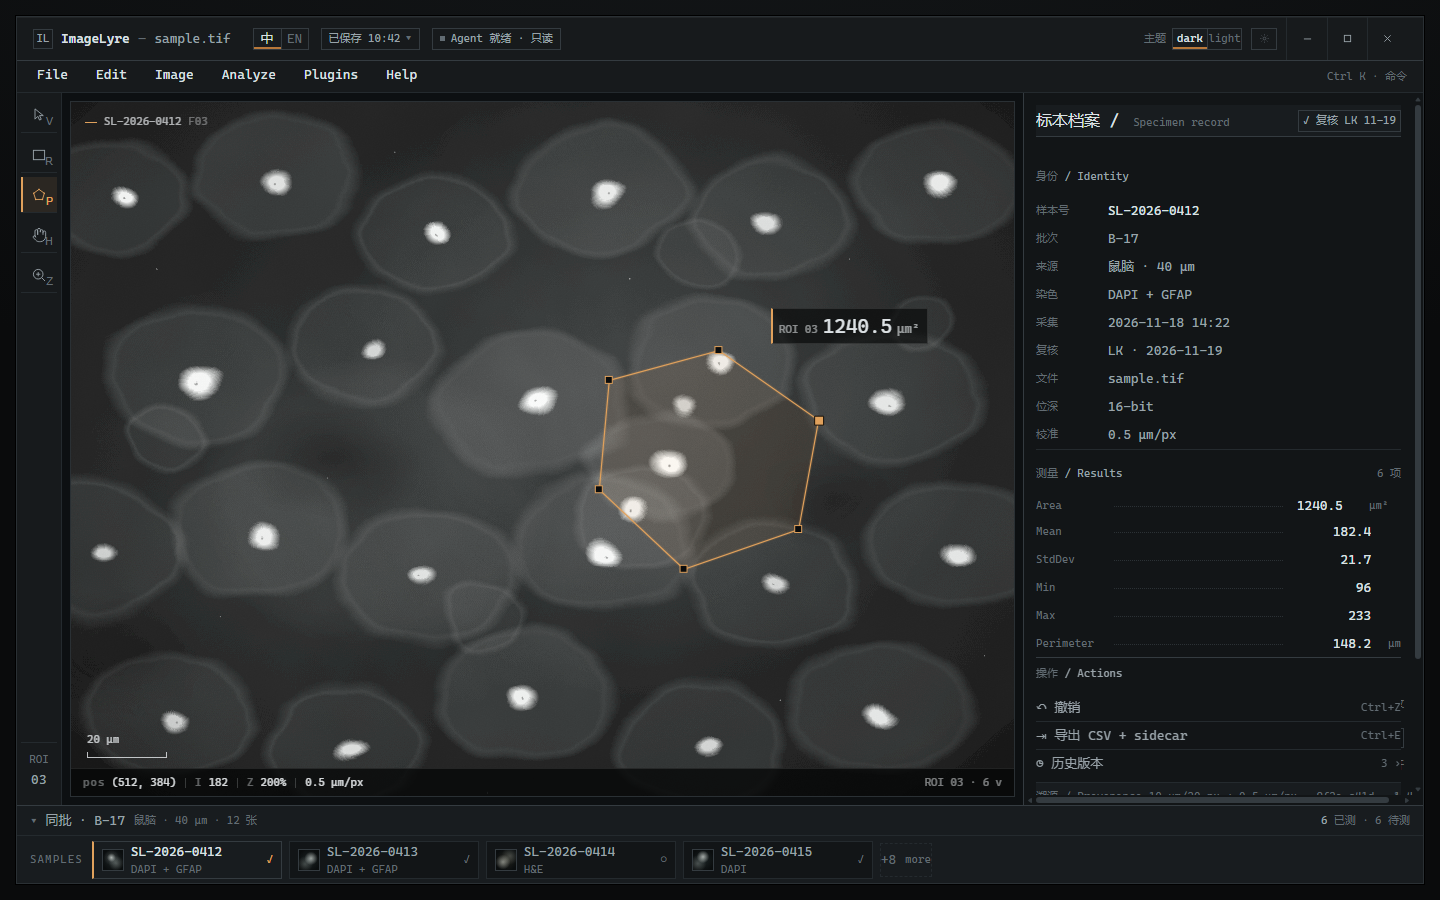 IL ImageLyre — sample.tif 中 EN 已保存 10:42 ▾ Agent 就绪 · 只读 主题 dark light
File Edit Image Analyze Plugins Help Ctrl K · 命令
V
R
P
H
Z
ROI
03
— SL-2026-0412 F03
ROI 03 1240.5 µm²
20 µm
pos (512, 384) | I 182 | Z 200% | 0.5 µm/px ROI 03 · 6 v
标本档案 / Specimen record ✓ 复核 LK 11-19
身份 / Identity
样本号 SL-2026-0412
批次 B-17
来源 鼠脑 · 40 µm
染色 DAPI + GFAP
采集 2026-11-18 14:22
复核 LK · 2026-11-19
文件 sample.tif
位深 16-bit
校准 0.5 µm/px
测量 / Results 6 项
Area 1240.5 µm²
Mean 182.4
StdDev 21.7
Min 96
Max 233
Perimeter 148.2 µm
操作 / Actions
撤销 Ctrl+Z
导出 CSV + sidecar Ctrl+E
历史版本 3
▾ 同批 · B-17 鼠脑 · 40 µm · 12 张 6 已测 · 6 待测
SAMPLES
SL-2026-0412 ✓
DAPI + GFAP
SL-2026-0413 ✓
DAPI + GFAP
SL-2026-0414 ○
H&E
SL-2026-0415 ✓
DAPI
+8 more